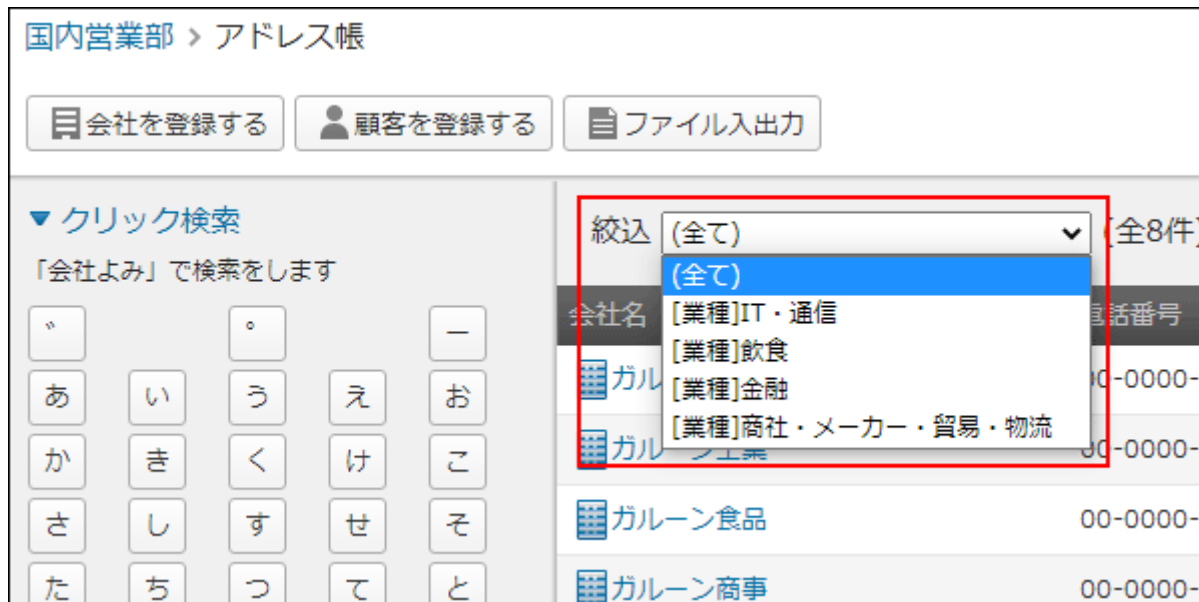 国内営業部 > アドレス帳
会社を登録する 顧客を登録する ファイル入出力
▼クリック検索
「会社よみ」で検索をします
゛ ゜ ー
あ い う え お
か き く け こ
さ し す せ そ
た ち つ て と
絞込 (全て) (全8件)
(全て)
[業種]IT・通信
[業種]飲食
[業種]金融
[業種]商社・メーカー・貿易・物流
会社名 電話番号
ガル 00-0000-
ガルーン工業 00-0000-
ガルーン食品 00-0000-
ガルーン商事 00-0000-